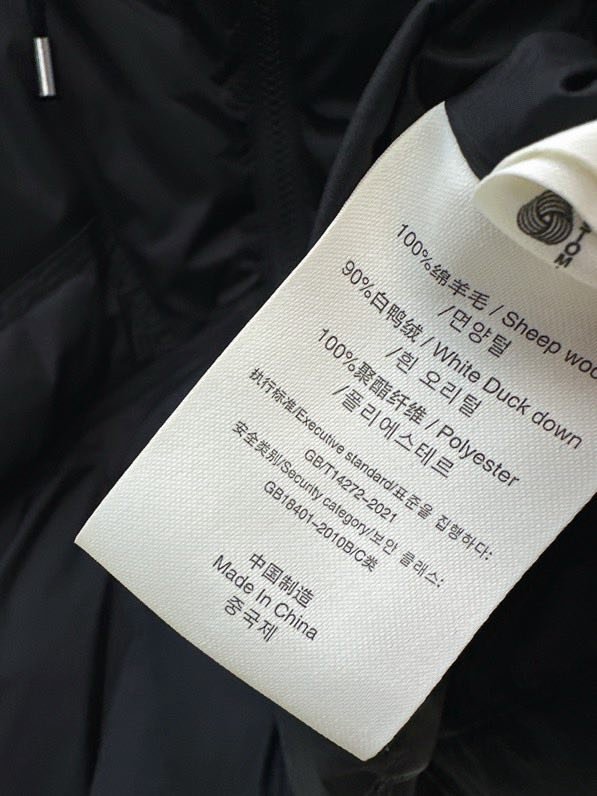 100%绵羊毛 / Sheep
/면양털
90%白鸭绒 / White Duck down
/흰 오리털
100%聚酯纤维 / Polyester
/폴리에스테르
执行标准/Executive standard/표준을 집행하다:
GB/T14272-2021
安全类别/Security category/보안 클래스:
GB18401-2010B/C类
中国制造
Made In China
중국제